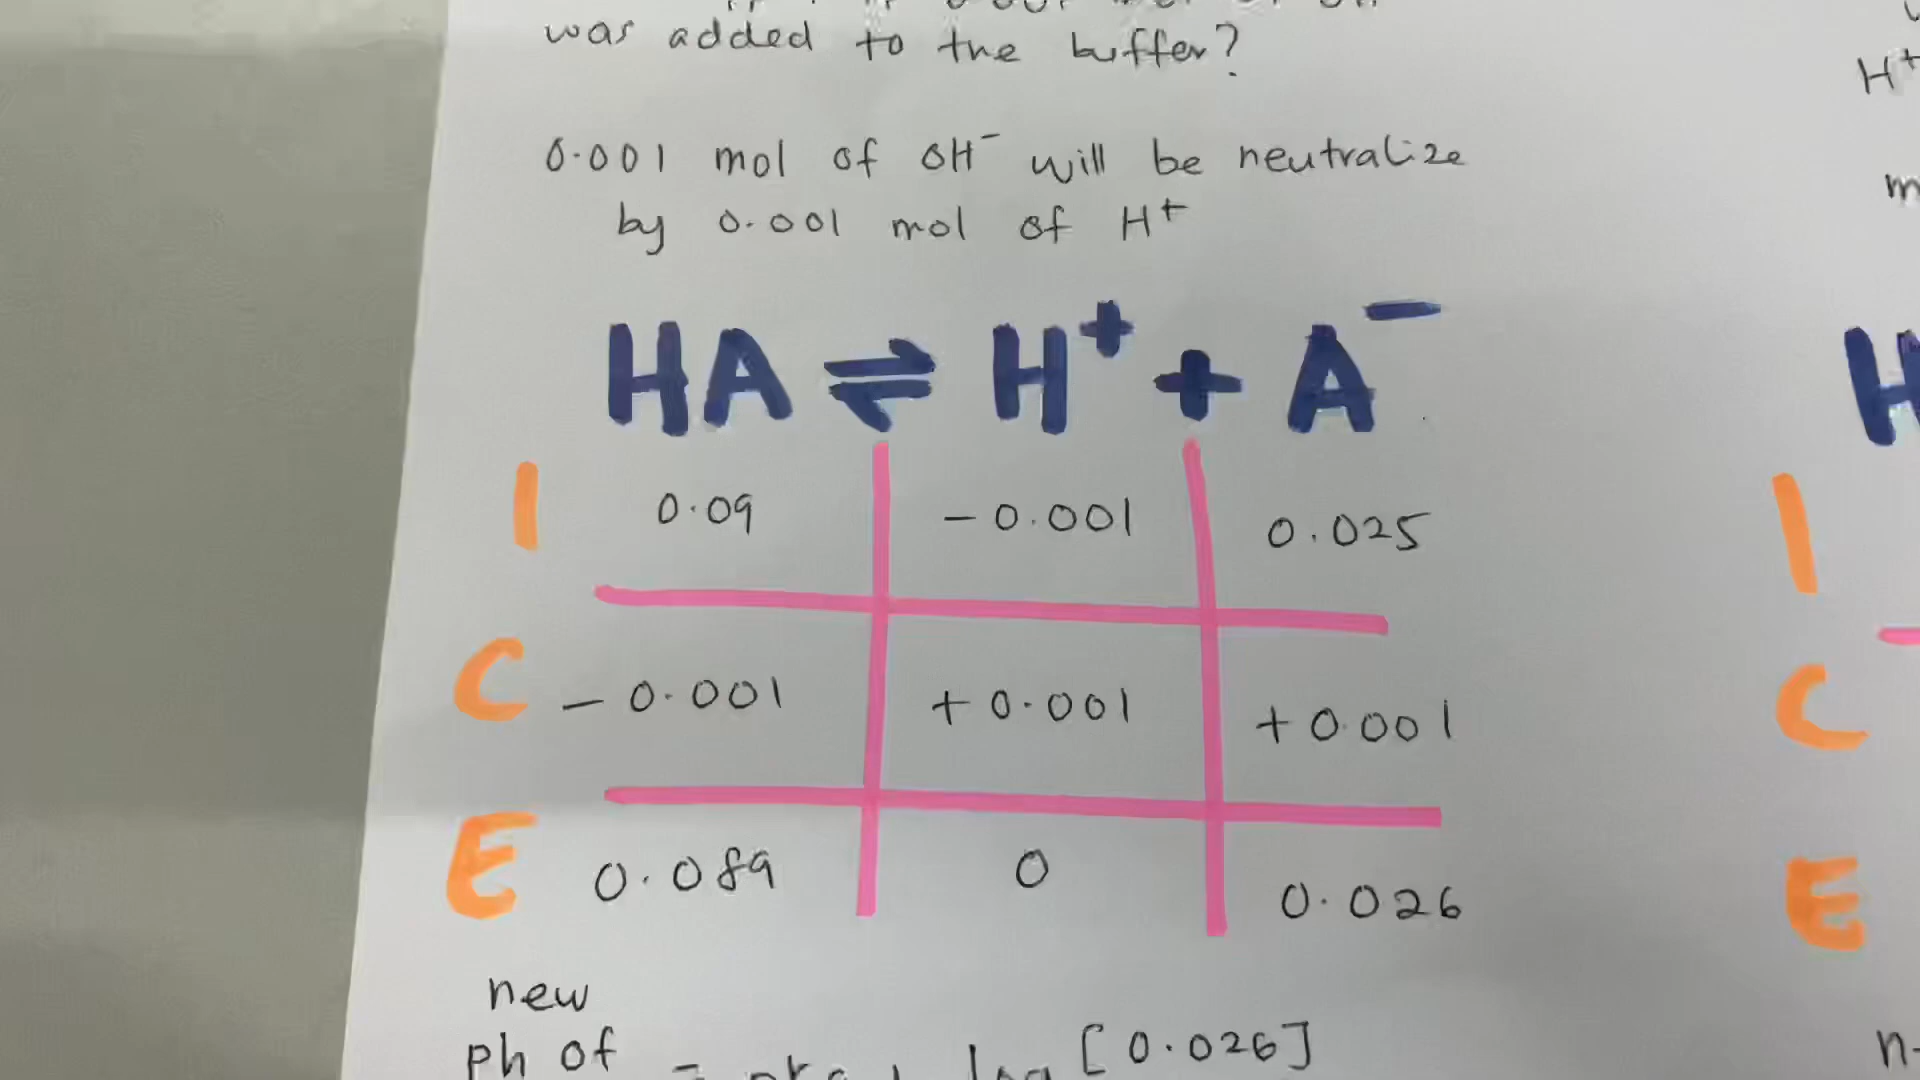 was added to the buffer?
0.001 mol of OH⁻ will be neutralize
by 0.001 mol of H⁺
HA ⇌ H⁺ + A⁻
I 0.09 -0.001 0.025
C -0.001 +0.001 +0.001
E 0.089 0 0.026
new
ph of = log [0.026]
H⁺
I
C
E